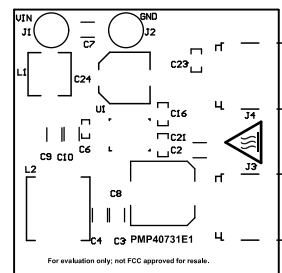 VIN
GND
J1
J2
C7
L1
C24
C23
U1
C16
J4
C6
C21
C9
C10
C2
J3
L2
C8
C4
C3
PMP40731E1
For evaluation only; not FCC approved for resale.